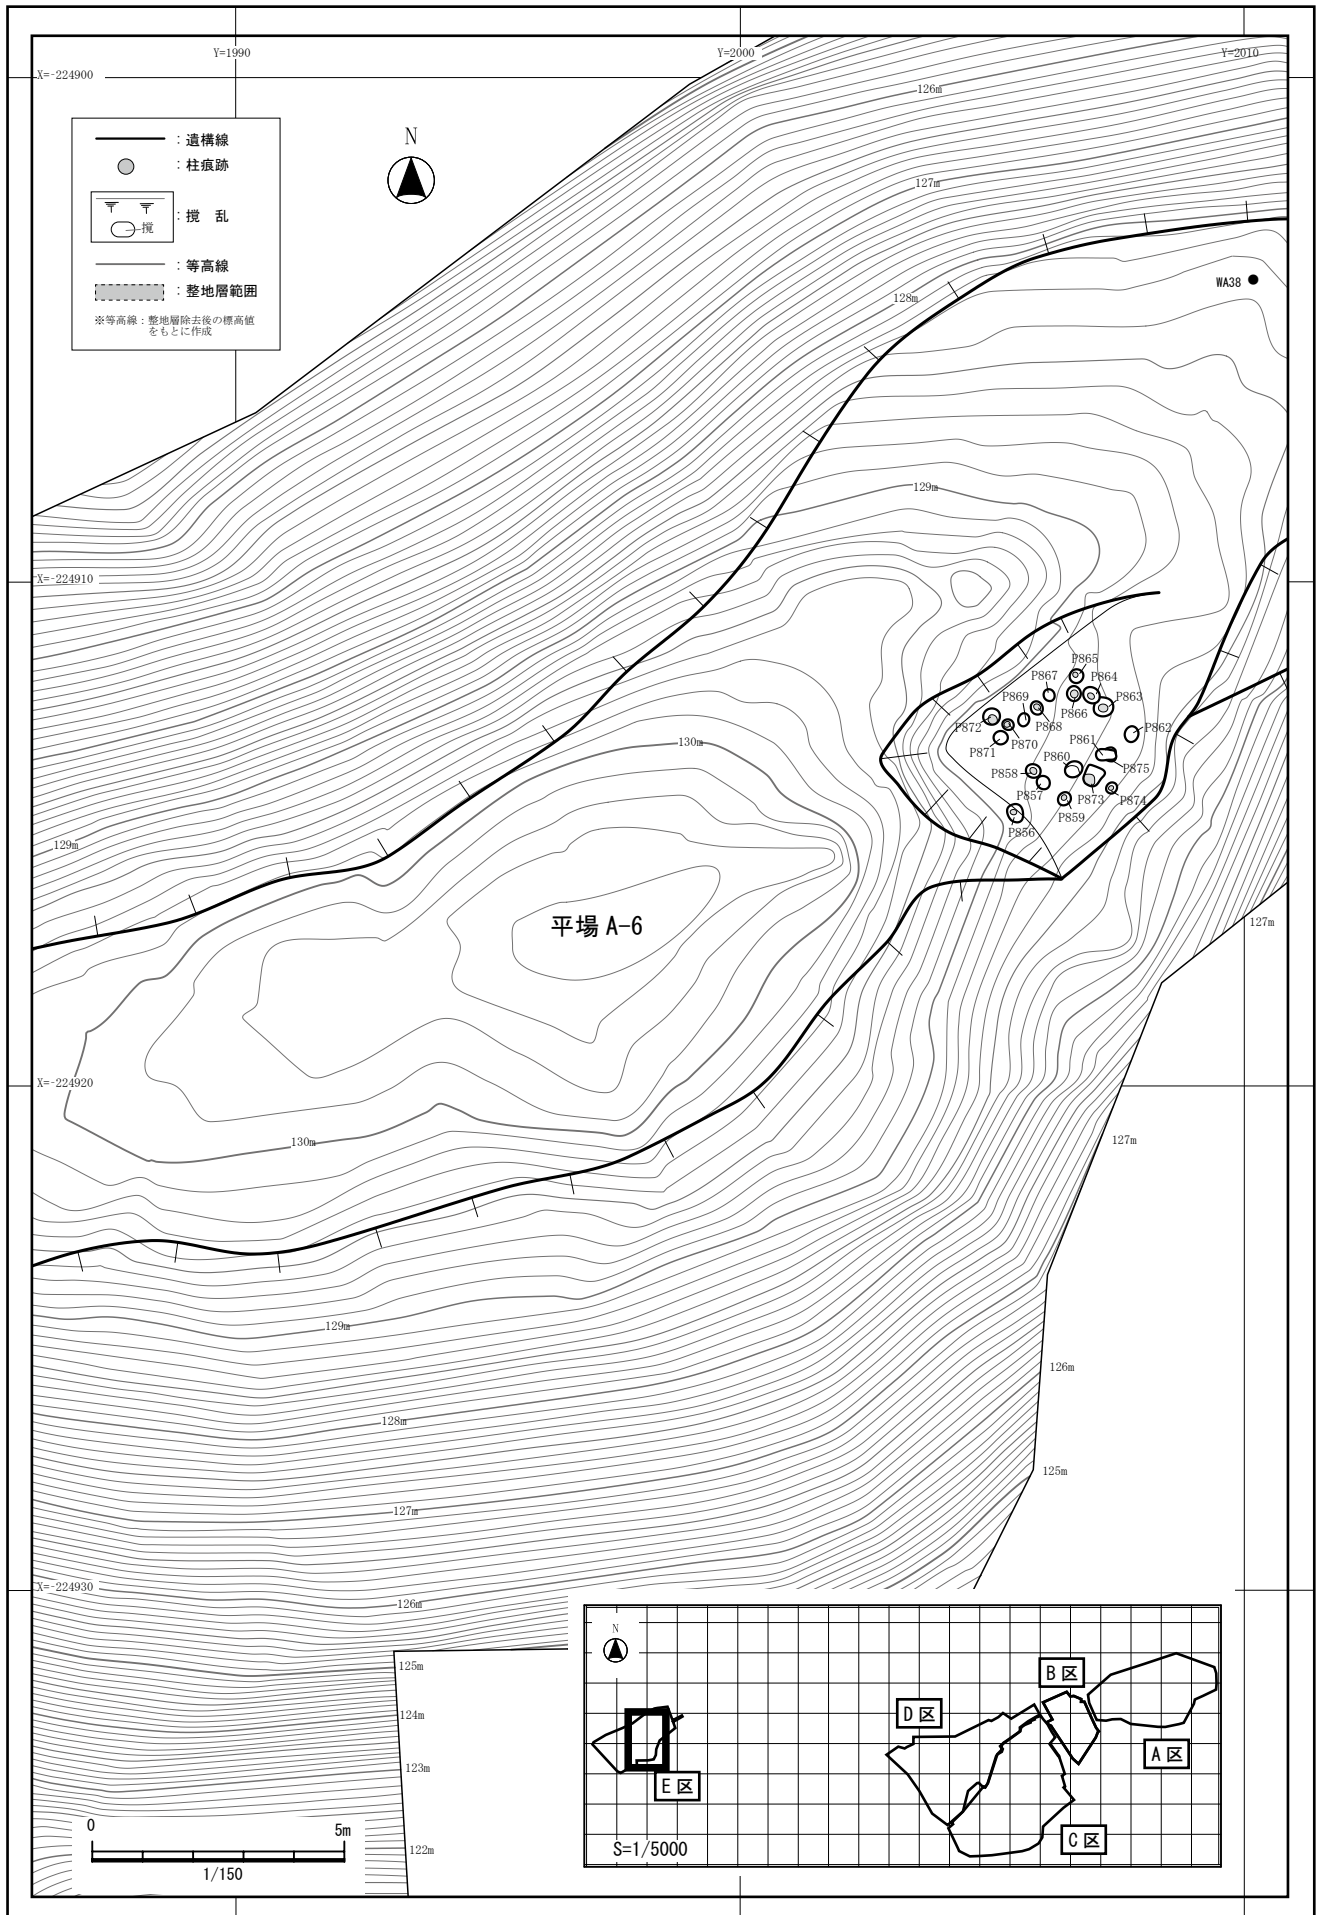 Y=1990
Y=2000
Y=2010
X=-224900
126m
：遺構線
：柱痕跡
撹
：撹　乱
：等高線
：整地層範囲
※等高線：整地層除去後の標高値
をもとに作成
N
127m
WA38
128m
129m
X=-224910
P865
P867
P864
P863
P869
P866
P872
P868
P862
P870
P861
P871
P860
P875
P858
P857
P873
P874
P859
P856
130m
129m
平場 A-6
127m
X=-224920
130m
127m
129m
126m
128m
125m
127m
X=-224930
126m
125m
124m
123m
122m
0
5m
1/150
N
B 区
D 区
A 区
E 区
C 区
S=1/5000